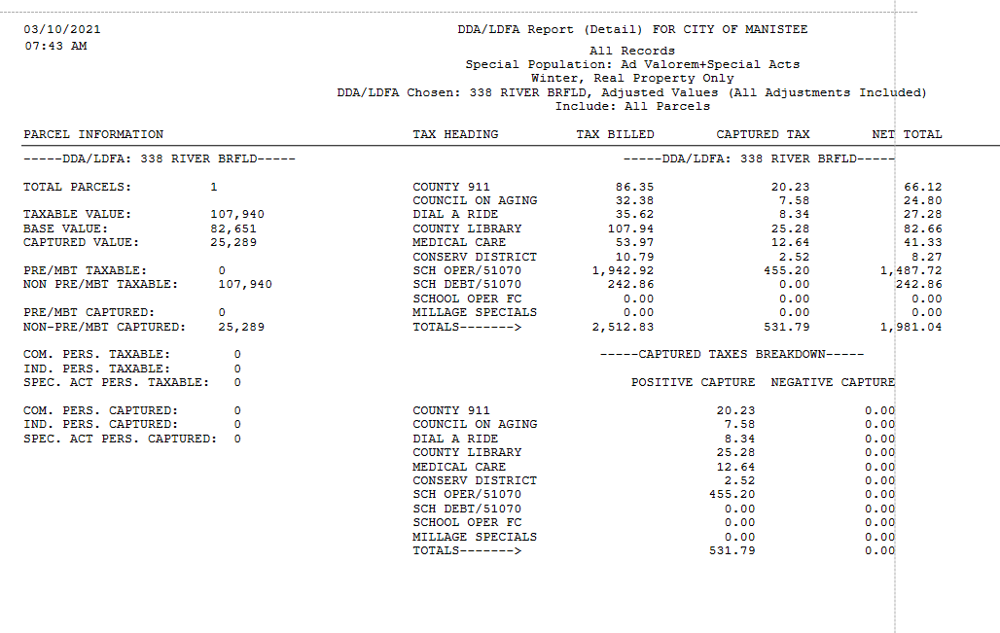 03/10/2021 DDA/LDFA Report (Detail) FOR CITY OF MANISTEE
07:43 AM
All Records
Special Population: Ad Valorem+Special Acts
Winter, Real Property Only
DDA/LDFA Chosen: 338 RIVER BRFLD, Adjusted Values (All Adjustments Included)
Include: All Parcels
PARCEL INFORMATION TAX HEADING TAX BILLED CAPTURED TAX NET TOTAL
-----DDA/LDFA: 338 RIVER BRFLD----- -----DDA/LDFA: 338 RIVER BRFLD-----
TOTAL PARCELS: 1 COUNTY 911 86.35 20.23 66.12
COUNCIL ON AGING 32.38 7.58 24.80
TAXABLE VALUE: 107,940 DIAL A RIDE 35.62 8.34 27.28
BASE VALUE: 82,651 COUNTY LIBRARY 107.94 25.28 82.66
CAPTURED VALUE: 25,289 MEDICAL CARE 53.97 12.64 41.33
CONSERV DISTRICT 10.79 2.52 8.27
PRE/MBT TAXABLE: 0 SCH OPER/51070 1,942.92 455.20 1,487.72
NON PRE/MBT TAXABLE: 107,940 SCH DEBT/51070 242.86 0.00 242.86
SCHOOL OPER FC 0.00 0.00 0.00
PRE/MBT CAPTURED: 0 MILLAGE SPECIALS 0.00 0.00 0.00
NON-PRE/MBT CAPTURED: 25,289 TOTALS-------> 2,512.83 531.79 1,981.04
COM. PERS. TAXABLE: 0 -----CAPTURED TAXES BREAKDOWN-----
IND. PERS. TAXABLE: 0
SPEC. ACT PERS. TAXABLE: 0 POSITIVE CAPTURE NEGATIVE CAPTURE
COM. PERS. CAPTURED: 0 COUNTY 911 20.23 0.00
IND. PERS. CAPTURED: 0 COUNCIL ON AGING 7.58 0.00
SPEC. ACT PERS. CAPTURED: 0 DIAL A RIDE 8.34 0.00
COUNTY LIBRARY 25.28 0.00
MEDICAL CARE 12.64 0.00
CONSERV DISTRICT 2.52 0.00
SCH OPER/51070 455.20 0.00
SCH DEBT/51070 0.00 0.00
SCHOOL OPER FC 0.00 0.00
MILLAGE SPECIALS 0.00 0.00
TOTALS-------> 531.79 0.00